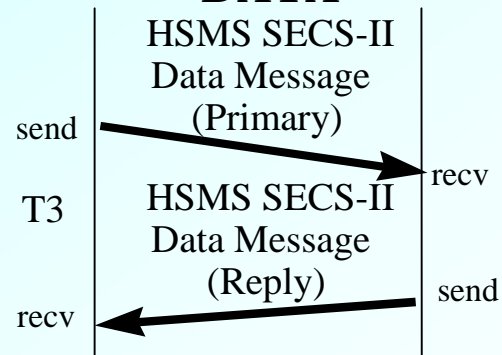 HSMS SECS-II
Data Message
(Primary)
send
recv
T3
HSMS SECS-II
Data Message
(Reply)
send
recv